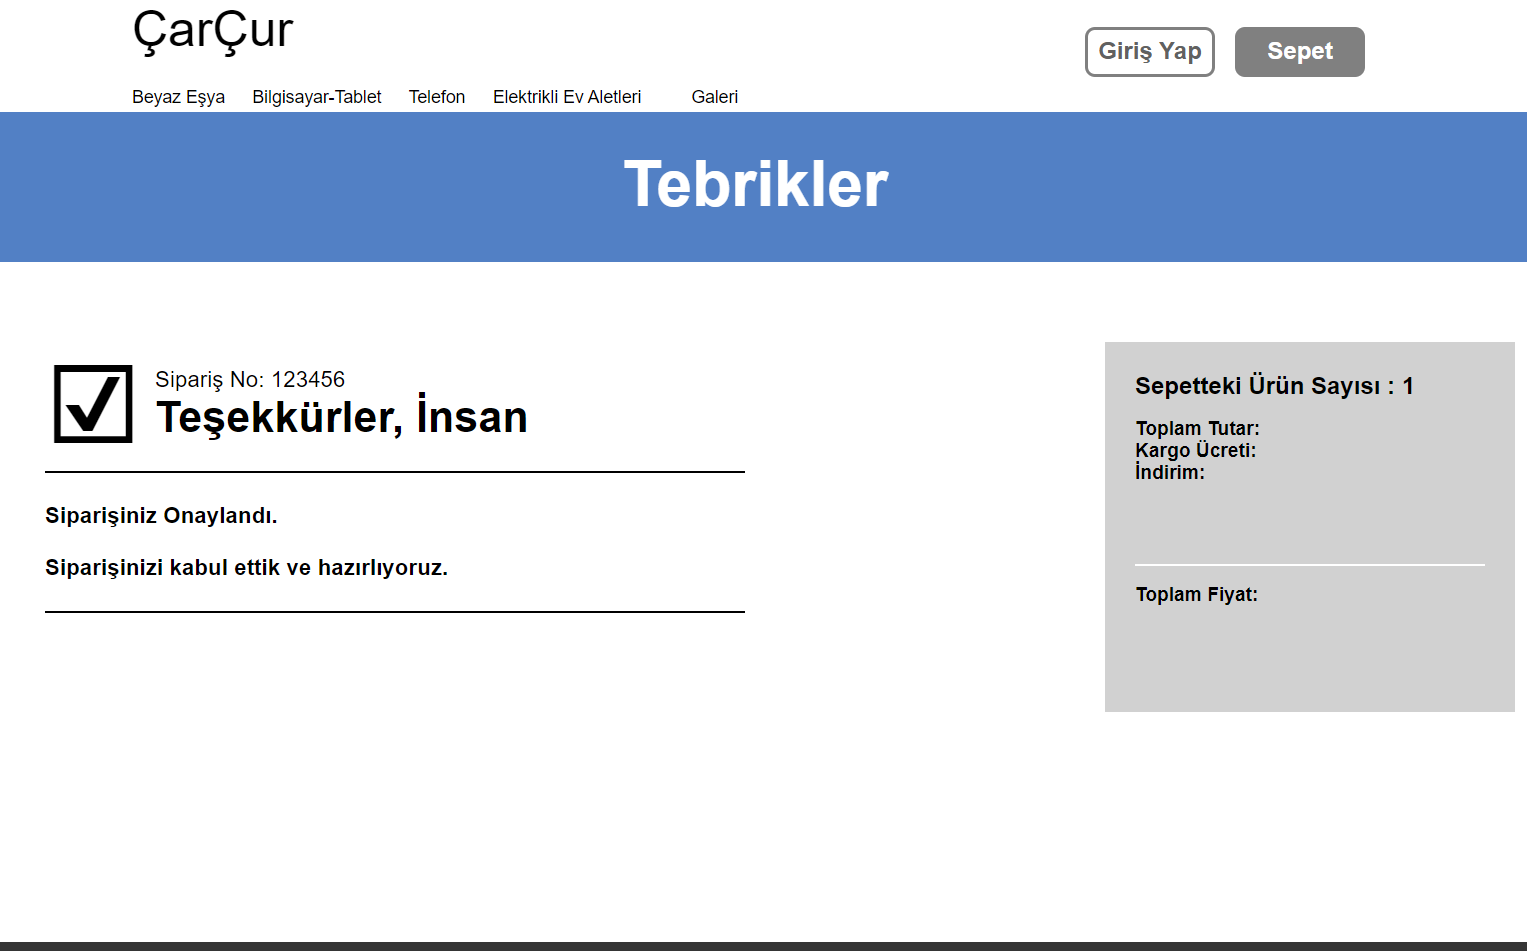 ÇarÇur
Giriş Yap
Sepet
Beyaz Eşya Bilgisayar-Tablet Telefon Elektrikli Ev Aletleri Galeri
Tebrikler
Sipariş No: 123456
Teşekkürler, İnsan
Siparişiniz Onaylandı.
Siparişinizi kabul ettik ve hazırlıyoruz.
Sepetteki Ürün Sayısı : 1
Toplam Tutar:
Kargo Ücreti:
İndirim:
Toplam Fiyat: